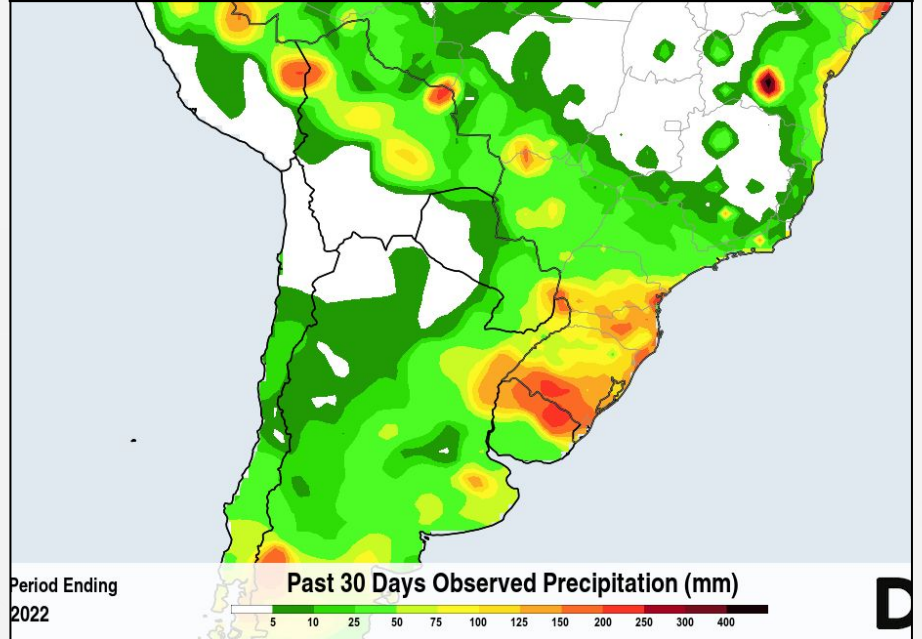 Period Ending
2022
Past 30 Days Observed Precipitation (mm)
5 10 25 50 75 100 125 150 200 250 300 400
D